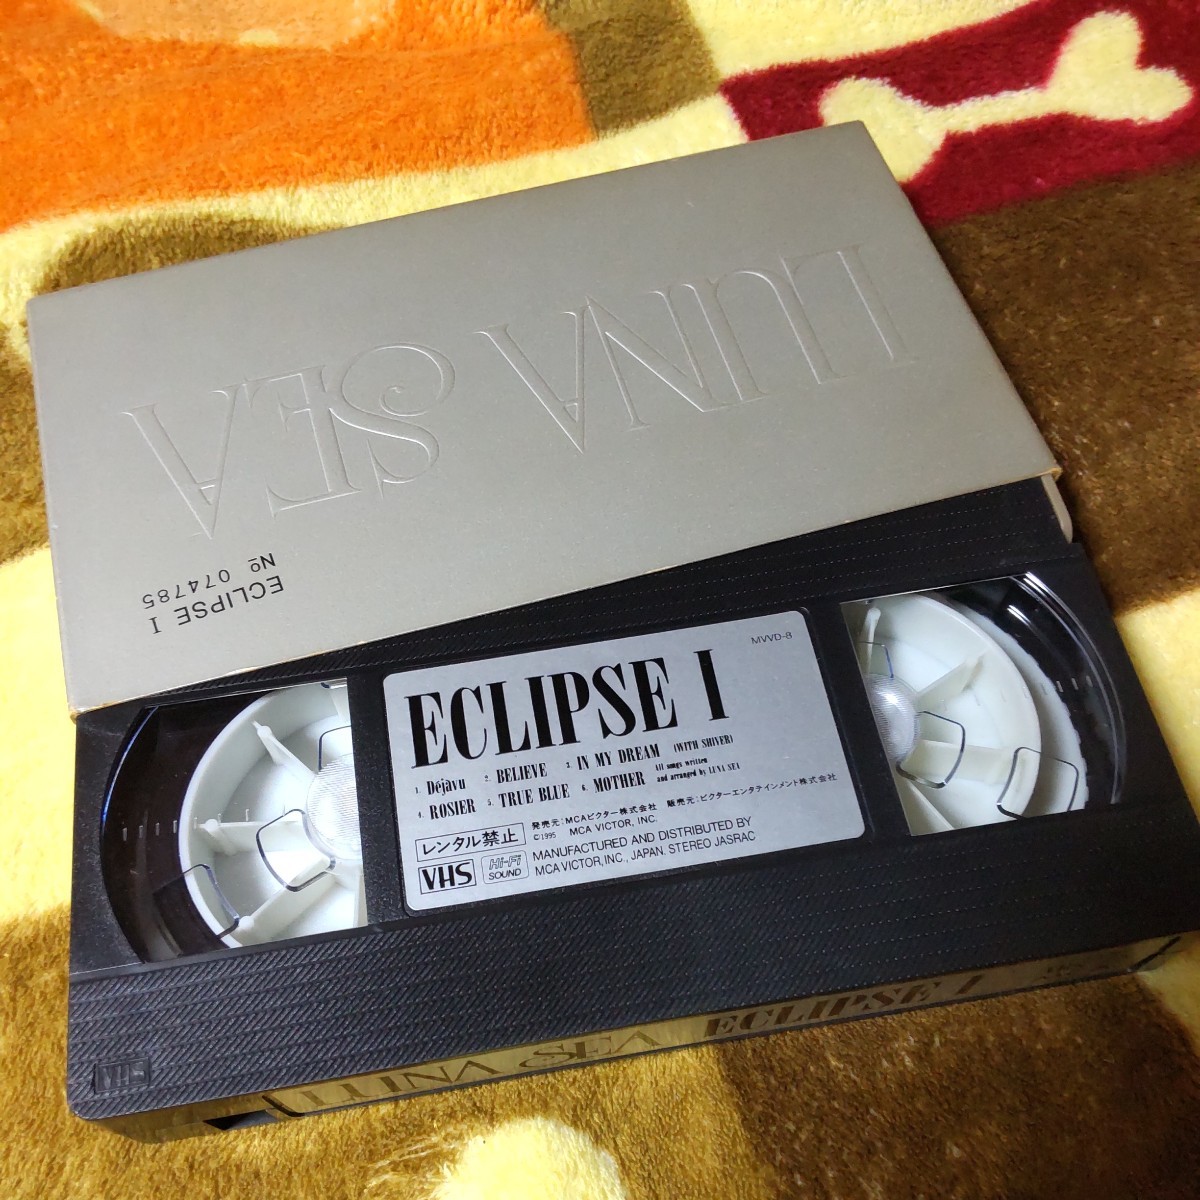 LUNA SEA
ECLIPSE I
№ 074785
MVVD-8
ECLIPSE I
1. Déjàvu 2. BELIEVE 3. IN MY DREAM (WITH SHIVER)
4. ROSIER 5. TRUE BLUE 6. MOTHER All songs written
and arranged by LUNA SEA
レンタル禁止 発売元:MCAビクター株式会社 販売元:ビクターエンタテインメント株式会社
©1995 MCA VICTOR, INC.
VHS Hi-Fi SOUND MANUFACTURED AND DISTRIBUTED BY
MCA VICTOR, INC., JAPAN. STEREO JASRAC
VHS
LUNA SEA ECLIPSE I